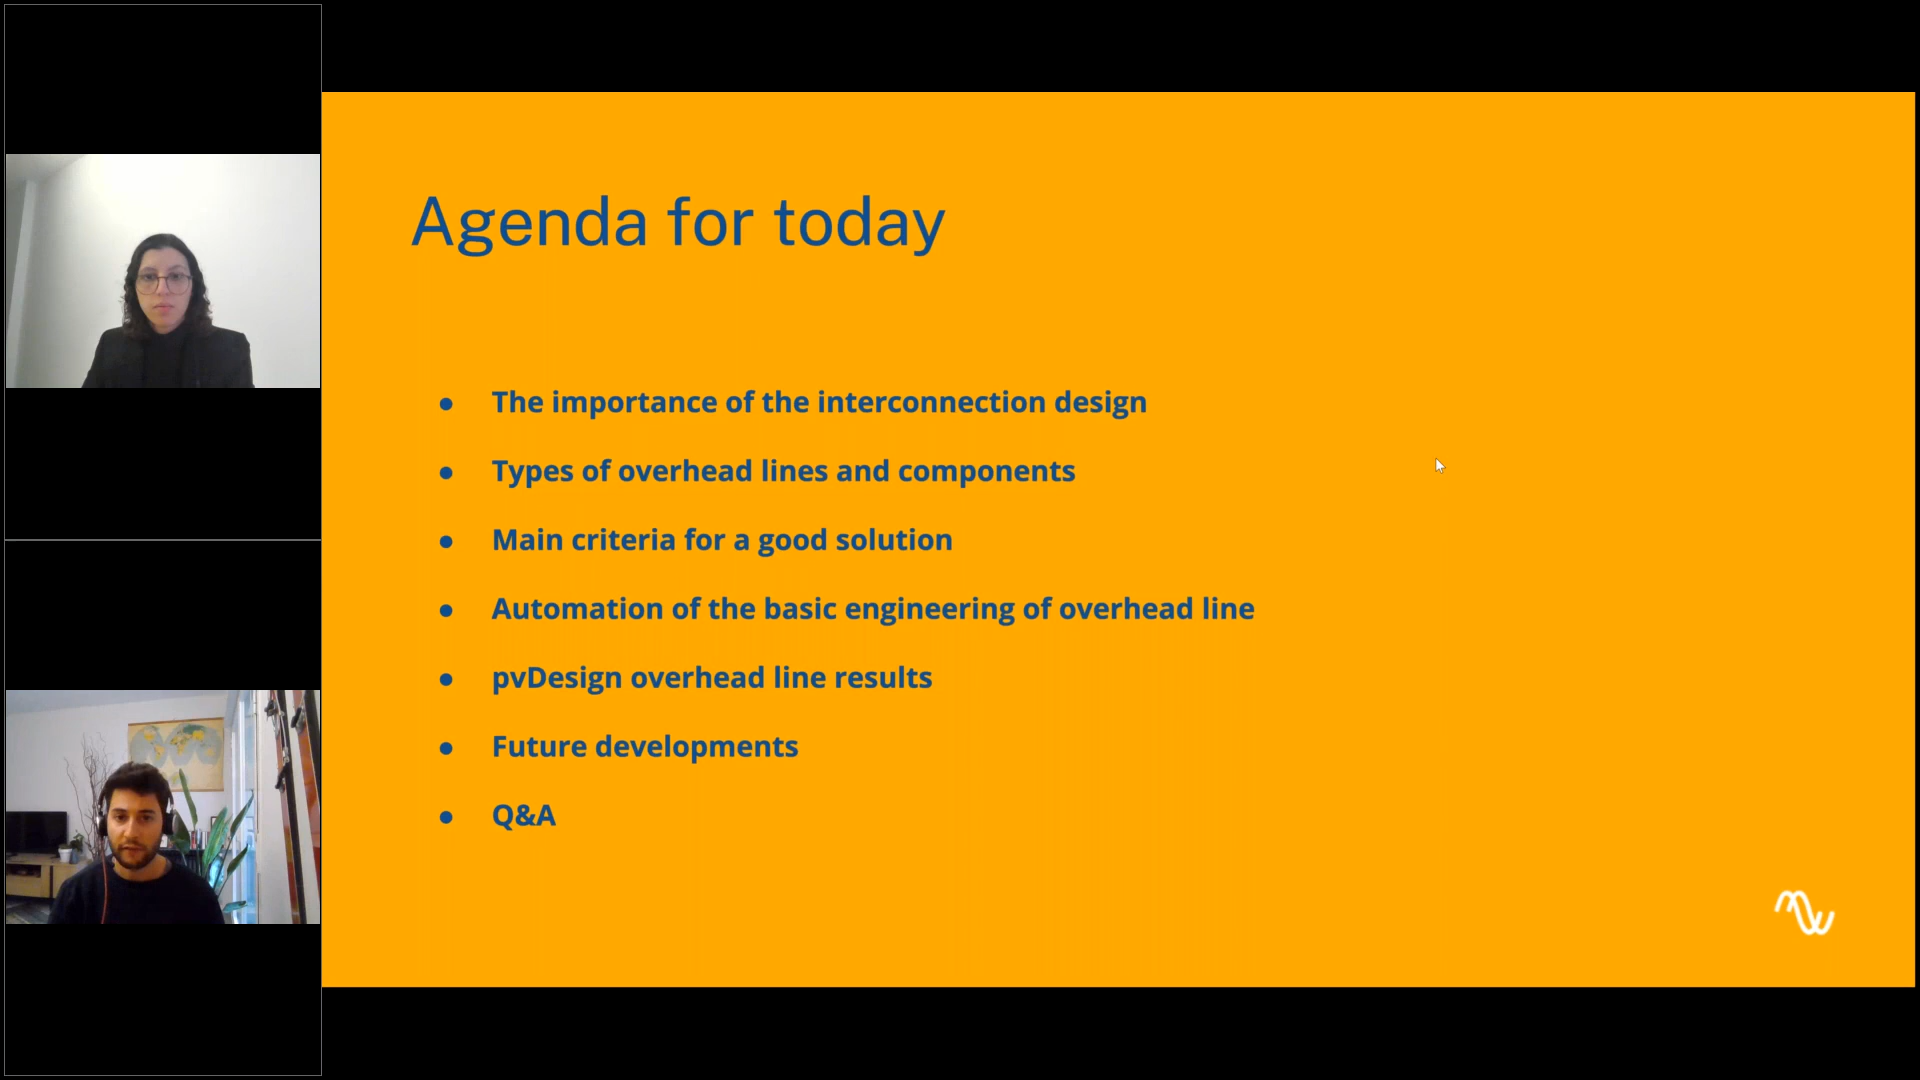 Agenda for today
● The importance of the interconnection design
● Types of overhead lines and components
● Main criteria for a good solution
● Automation of the basic engineering of overhead line
● pvDesign overhead line results
● Future developments
● Q&A